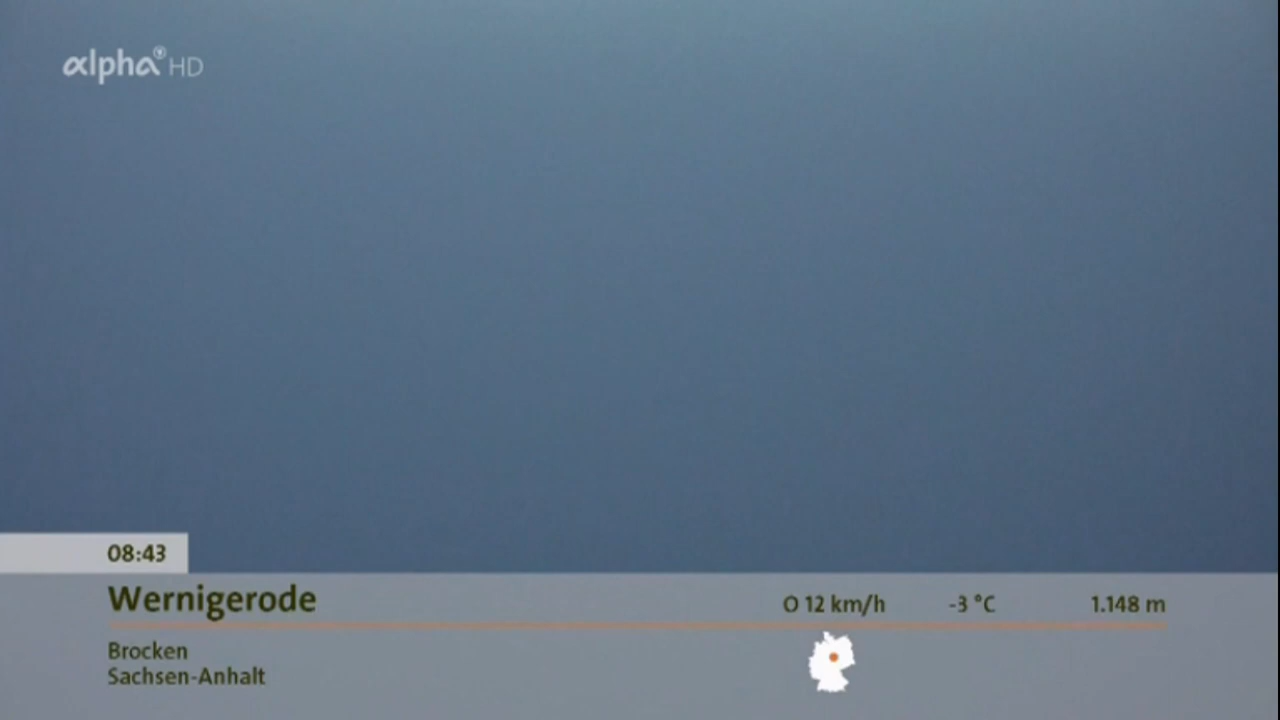 alpha HD
08:43
Wernigerode
O 12 km/h -3 °C 1.148 m
Brocken
Sachsen-Anhalt